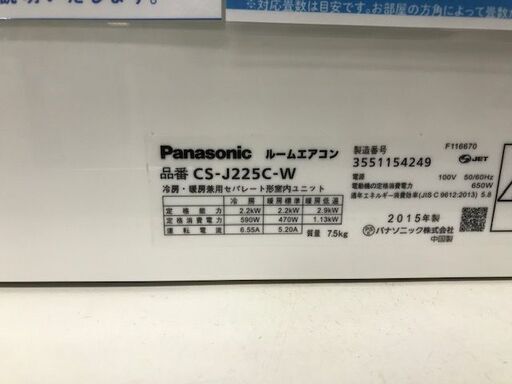 説明いたします。
※対応畳数は目安です。お部屋の方角によって畳数が
Panasonic ルームエアコン
品番 CS-J225C-W
冷房・暖房兼用セパレート形室内ユニット
冷房 暖房標準 暖房低温
定格能力 2.2kW 2.2kW 2.9kW
定格消費電力 590W 470W 1.13kW
運転電流 6.55A 5.20A
質量 7.5kg
製造番号 F116670
3551154249 JET
電源 100V 50/60Hz
電動機の定格消費電力 650W
通年エネルギー消費効率(JIS C 9612:2013) 5.8
2015年製
パナソニック株式会社
中国製